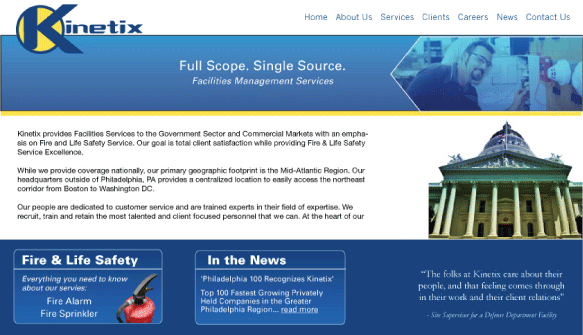 Kinetix
Home About Us Services Clients Careers News Contact Us
Full Scope. Single Source.
Facilities Management Services
Kinetix provides Facilities Services to the Government Sector and Commercial Markets with an empha-
ais on Fire and Life Safety Service. Our goal is total client satisfaction while providing Fire & Life Safety
Service Excellence.
While we provide coverage nationally, our primary geographic footprint is the Mid-Atlantic Region. Our
headquarters outside of Philadelphia, PA provides a centralized location to easily access the northeast
corridor from Boston to Washington DC.
Our people are dedicated to customer service and are trained experts in their field of expertise. We
recruit, train and retain the most talented and client focused personnel that we can. At the heart of our
Fire & Life Safety
Everything you need to know
about our servies:
Fire Alarm
Fire Sprinkler
In the News
'Philadelphia 100 Recognizes Kinetix'
Top 100 Fastest Growing Privately
Held Companies in the Greater
Philadelphia Region... read more
"The folks at Kinetix care about their
people, and that feeling comes through
in their work and their client relations"
- Site Supervisor for a Defense Department Facility